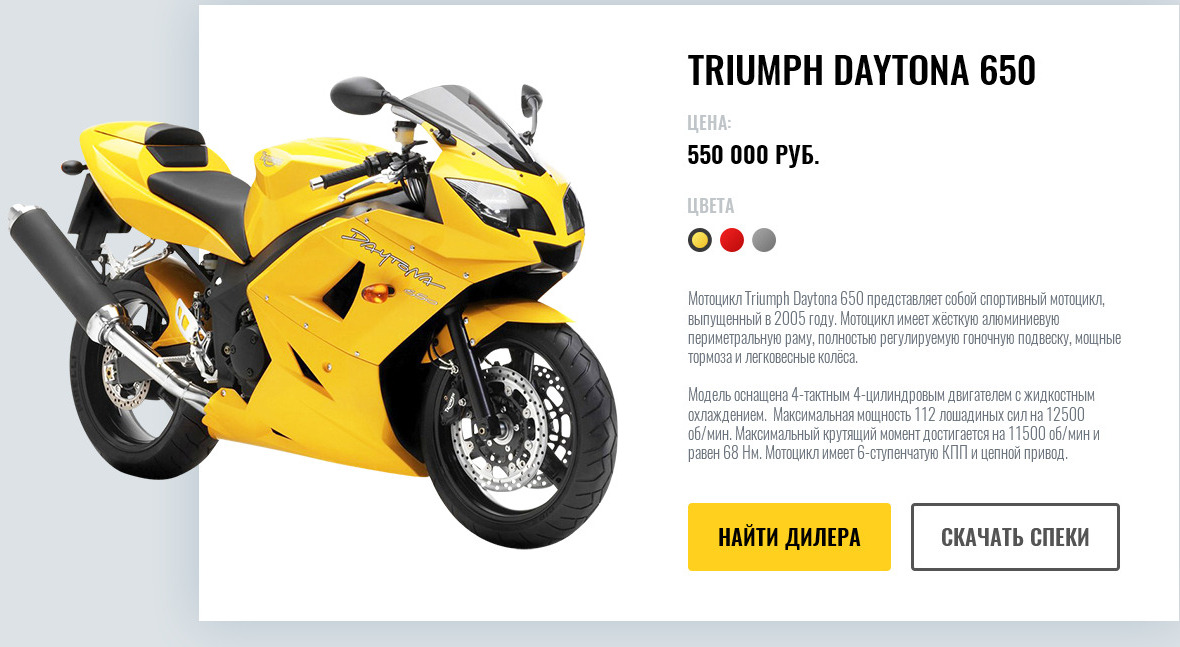 TRIUMPH DAYTONA 650
ЦЕНА:
550 000 РУБ.
ЦВЕТА
DAYTONA
Мотоцикл Triumph Daytona 650 представляет собой спортивный мотоцикл,
выпущенный в 2005 году. Мотоцикл имеет жёсткую алюминиевую
периметральную раму, полностью регулируемую гоночную подвеску, мощные
тормоза и легковесные колёса.
Модель оснащена 4-тактным 4-цилиндровым двигателем с жидкостным
охлаждением.  Максимальная мощность 112 лошадиных сил на 12500
об/мин. Максимальный крутящий момент достигается на 11500 об/мин и
равен 68 Нм. Мотоцикл имеет 6-ступенчатую КПП и цепной привод.
НАЙТИ ДИЛЕРА
СКАЧАТЬ СПЕКИ